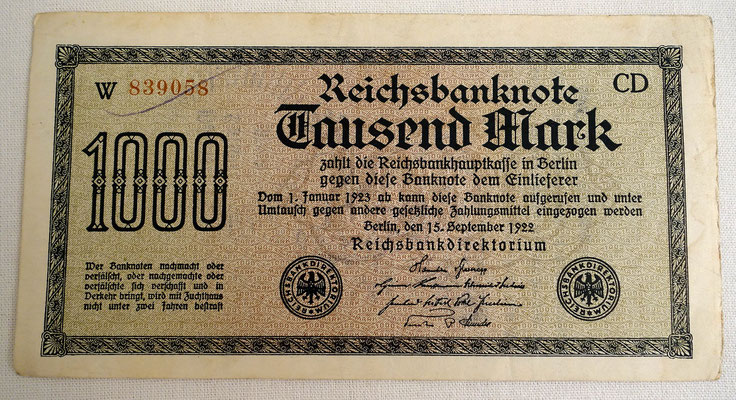 W 839058
CD
Reichsbanknote
Tausend Mark
1000
zahlt die Reichsbankhauptkasse in Berlin
gegen diese Banknote dem Einlieferer
Vom 1. Januar 1923 ab kann diese Banknote aufgerufen und unter
Umtausch gegen andere gesetzliche Zahlungsmittel eingezogen werden
Berlin, den 15. September 1922
Reichsbankdirektorium
Wer Banknoten nachmacht oder
verfälscht, oder nachgemachte oder
verfälschte sich verschafft und in
Verkehr bringt, wird mit Zuchthaus
nicht unter zwei Jahren bestraft
REICHSBANKDIREKTORIUM
REICHSBANKDIREKTORIUM